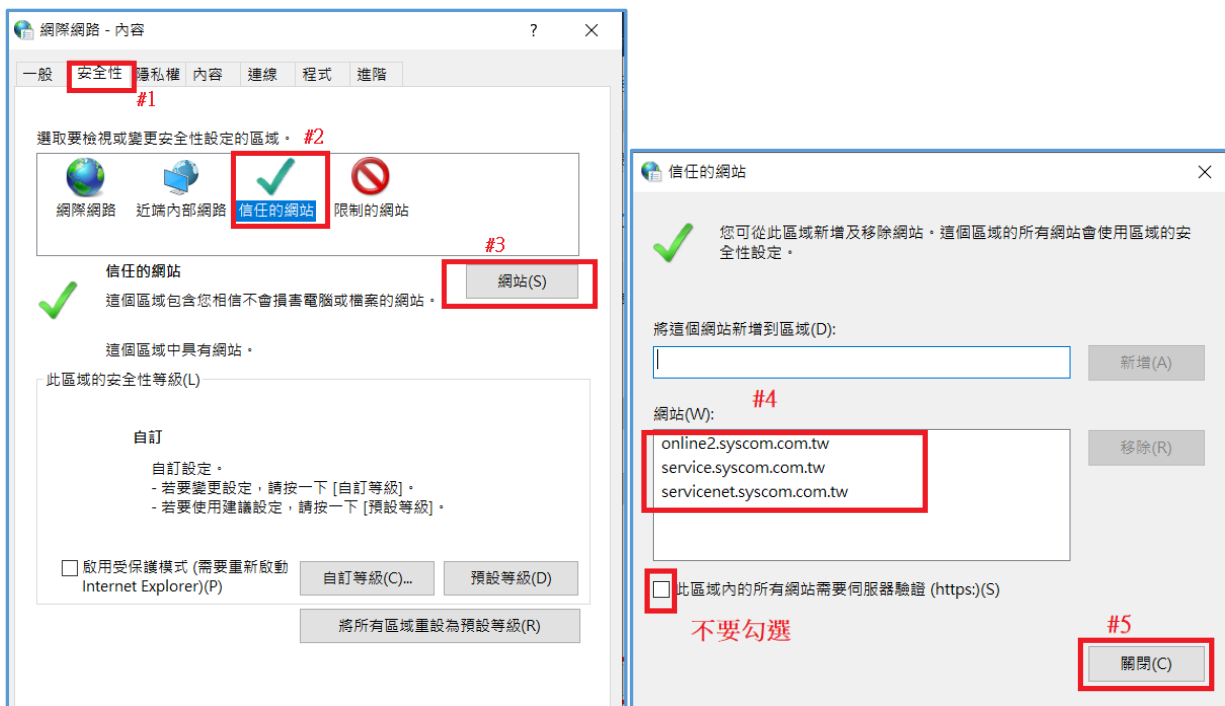 網際網路 - 內容
?
一般 安全性 隱私權 內容 連線 程式 進階
#1
選取要檢視或變更安全性設定的區域。 #2
網際網路 近端內部網路 信任的網站 限制的網站
#3
信任的網站
網站(S)
這個區域包含您相信不會損害電腦或檔案的網站。
這個區域中具有網站。
此區域的安全性等級(L)
自訂
自訂設定。
- 若要變更設定，請按一下 [自訂等級]。
- 若要使用建議設定，請按一下 [預設等級]。
啟用受保護模式 (需要重新啟動
Internet Explorer)(P)
自訂等級(C)...
預設等級(D)
將所有區域重設為預設等級(R)
信任的網站
您可從此區域新增及移除網站。這個區域的所有網站會使用區域的安
全性設定。
將這個網站新增到區域(D):
新增(A)
#4
網站(W):
online2.syscom.com.tw
service.syscom.com.tw
servicenet.syscom.com.tw
移除(R)
此區域內的所有網站需要伺服器驗證 (https:)(S)
不要勾選
#5
關閉(C)